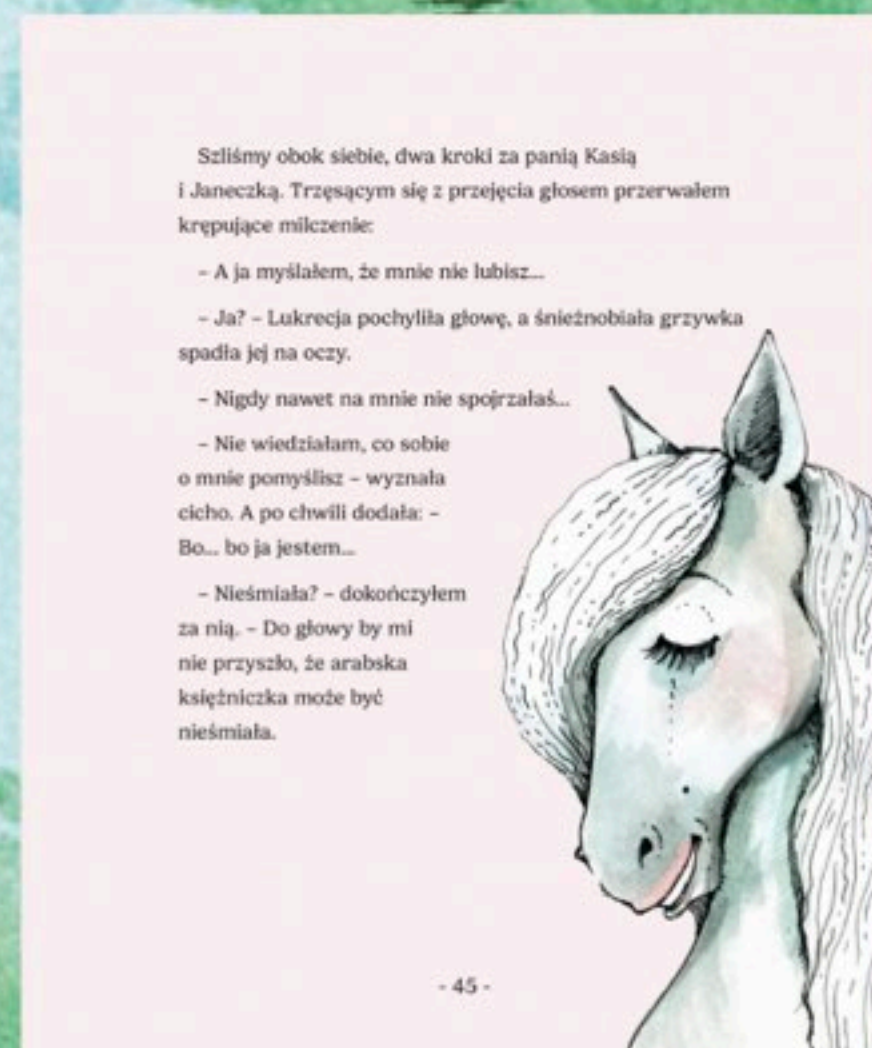 Szliśmy obok siebie, dwa kroki za panią Kasią
i Janeczką. Trzęsącym się z przejęcia głosem przerwałem
krępujące milczenie:
– A ja myślałem, że mnie nie lubisz...
– Ja? – Lukrecja pochyliła głowę, a śnieżnobiała grzywka
spadła jej na oczy.
– Nigdy nawet na mnie nie spojrzałaś...
– Nie wiedziałam, co sobie
o mnie pomyślisz – wyznała
cicho. A po chwili dodała: –
Bo... bo ja jestem...
– Nieśmiała? – dokończyłem
za nią. – Do głowy by mi
nie przyszło, że arabska
księżniczka może być
nieśmiała.
- 45 -